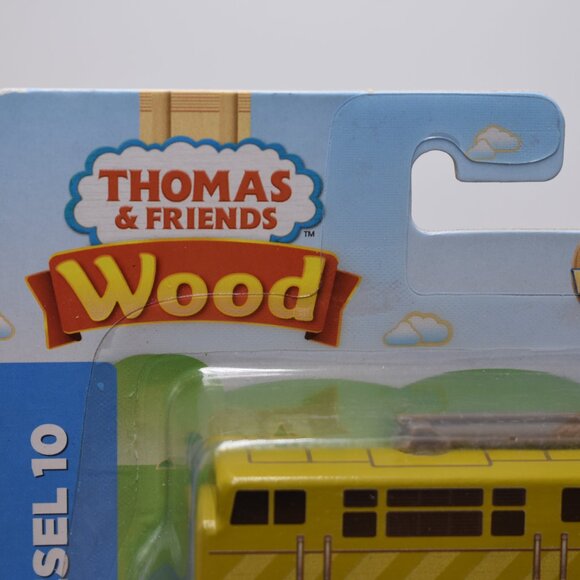 THOMAS
& FRIENDS
™
Wood
SEL 10